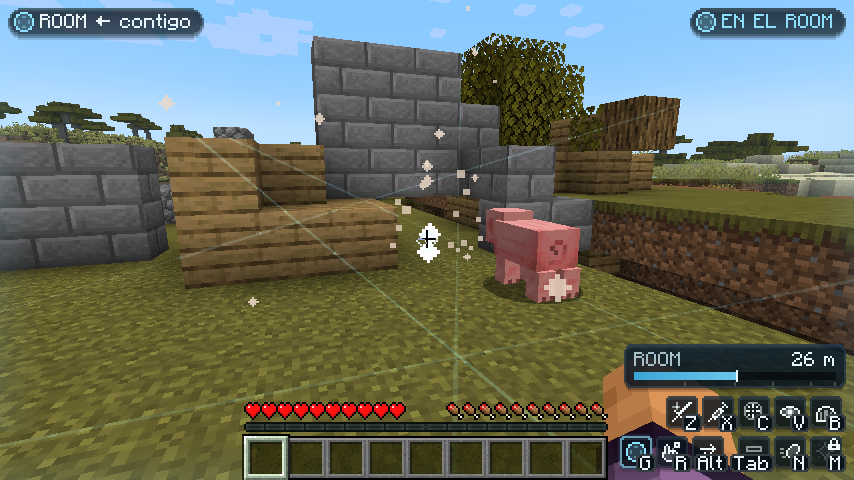 ROOM ← contigo
EN EL ROOM
ROOM 26 m
Z X C V B
G R Alt Tab N M